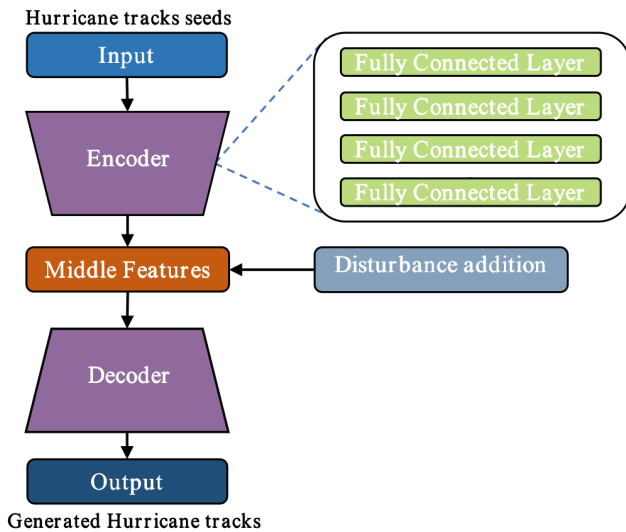 Hurricane tracks seeds
Input
Encoder
Fully Connected Layer
Fully Connected Layer
Fully Connected Layer
Fully Connected Layer
Middle Features
Disturbance addition
Decoder
Output
Generated Hurricane tracks